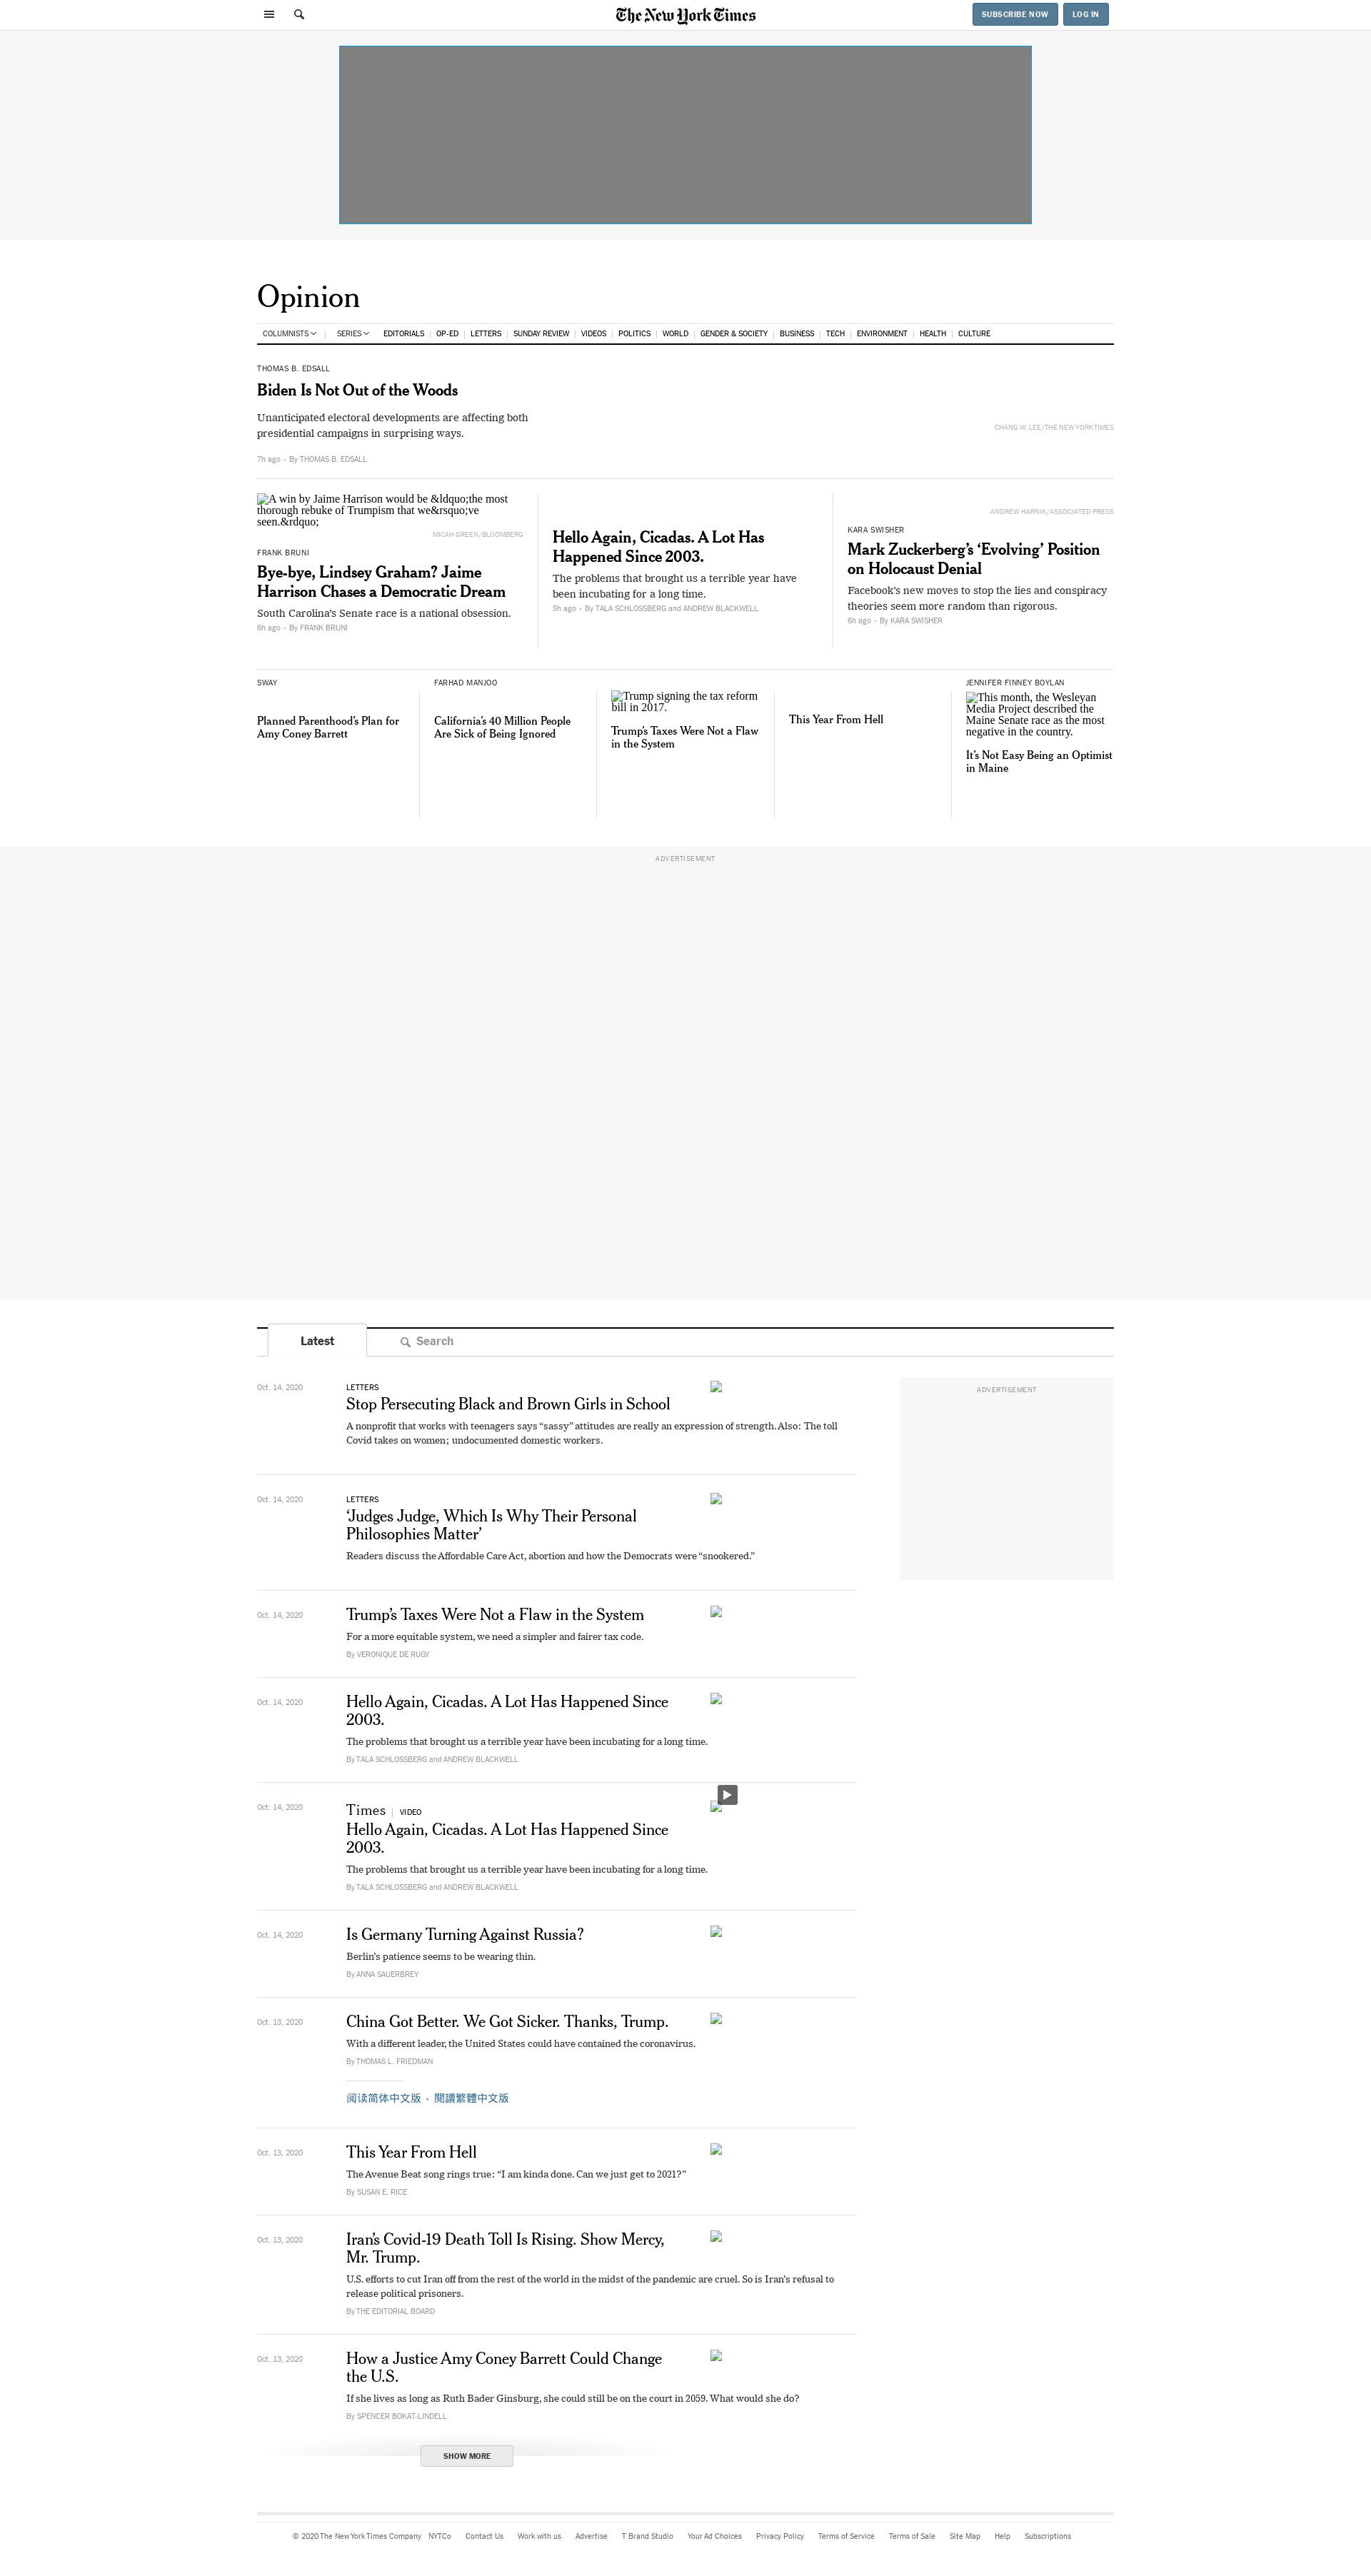 The New York Times
SUBSCRIBE NOW
LOG IN
Opinion
COLUMNISTS | SERIES EDITORIALS | OP-ED | LETTERS | SUNDAY REVIEW | VIDEOS | POLITICS | WORLD | GENDER & SOCIETY | BUSINESS | TECH | ENVIRONMENT | HEALTH | CULTURE
THOMAS B. EDSALL
Biden Is Not Out of the Woods
Unanticipated electoral developments are affecting both
presidential campaigns in surprising ways.
7h ago • By THOMAS B. EDSALL
CHANG W. LEE/THE NEW YORK TIMES
A win by Jaime Harrison would be &ldquo;the most
thorough rebuke of Trumpism that we&rsquo;ve
seen.&rdquo;
MICAH GREEN/BLOOMBERG
FRANK BRUNI
Bye-bye, Lindsey Graham? Jaime
Harrison Chases a Democratic Dream
South Carolina’s Senate race is a national obsession.
6h ago • By FRANK BRUNI
Hello Again, Cicadas. A Lot Has
Happened Since 2003.
The problems that brought us a terrible year have
been incubating for a long time.
5h ago • By TALA SCHLOSSBERG and ANDREW BLACKWELL
ANDREW HARNIK/ASSOCIATED PRESS
KARA SWISHER
Mark Zuckerberg’s ‘Evolving’ Position
on Holocaust Denial
Facebook’s new moves to stop the lies and conspiracy
theories seem more random than rigorous.
6h ago • By KARA SWISHER
SWAY
Planned Parenthood’s Plan for
Amy Coney Barrett
FARHAD MANJOO
California’s 40 Million People
Are Sick of Being Ignored
Trump signing the tax reform
bill in 2017.
Trump’s Taxes Were Not a Flaw
in the System
This Year From Hell
JENNIFER FINNEY BOYLAN
This month, the Wesleyan
Media Project described the
Maine Senate race as the most
negative in the country.
It’s Not Easy Being an Optimist
in Maine
ADVERTISEMENT
Latest
Search
ADVERTISEMENT
Oct. 14, 2020
LETTERS
Stop Persecuting Black and Brown Girls in School
A nonprofit that works with teenagers says “sassy” attitudes are really an expression of strength. Also: The toll
Covid takes on women; undocumented domestic workers.
Oct. 14, 2020
LETTERS
‘Judges Judge, Which Is Why Their Personal
Philosophies Matter’
Readers discuss the Affordable Care Act, abortion and how the Democrats were “snookered.”
Oct. 14, 2020
Trump’s Taxes Were Not a Flaw in the System
For a more equitable system, we need a simpler and fairer tax code.
By VERONIQUE DE RUGY
Oct. 14, 2020
Hello Again, Cicadas. A Lot Has Happened Since
2003.
The problems that brought us a terrible year have been incubating for a long time.
By TALA SCHLOSSBERG and ANDREW BLACKWELL
Oct. 14, 2020
Times | VIDEO
Hello Again, Cicadas. A Lot Has Happened Since
2003.
The problems that brought us a terrible year have been incubating for a long time.
By TALA SCHLOSSBERG and ANDREW BLACKWELL
Oct. 14, 2020
Is Germany Turning Against Russia?
Berlin’s patience seems to be wearing thin.
By ANNA SAUERBREY
Oct. 13, 2020
China Got Better. We Got Sicker. Thanks, Trump.
With a different leader, the United States could have contained the coronavirus.
By THOMAS L. FRIEDMAN
阅读简体中文版 • 閱讀繁體中文版
Oct. 13, 2020
This Year From Hell
The Avenue Beat song rings true: “I am kinda done. Can we just get to 2021?”
By SUSAN E. RICE
Oct. 13, 2020
Iran’s Covid-19 Death Toll Is Rising. Show Mercy,
Mr. Trump.
U.S. efforts to cut Iran off from the rest of the world in the midst of the pandemic are cruel. So is Iran’s refusal to
release political prisoners.
By THE EDITORIAL BOARD
Oct. 13, 2020
How a Justice Amy Coney Barrett Could Change
the U.S.
If she lives as long as Ruth Bader Ginsburg, she could still be on the court in 2059. What would she do?
By SPENCER BOKAT-LINDELL
SHOW MORE
© 2020 The New York Times Company NYTCo Contact Us Work with us Advertise T Brand Studio Your Ad Choices Privacy Policy Terms of Service Terms of Sale Site Map Help Subscriptions